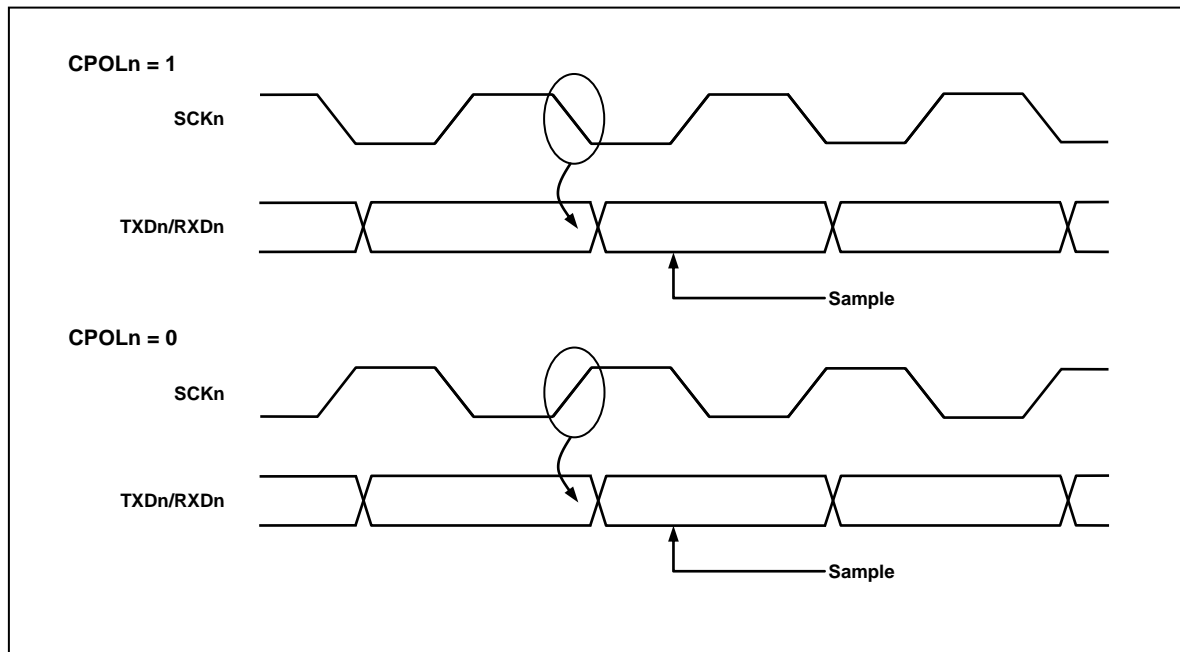 CPOLn = 1
SCKn
TXDn/RXDn
Sample
CPOLn = 0
SCKn
TXDn/RXDn
Sample